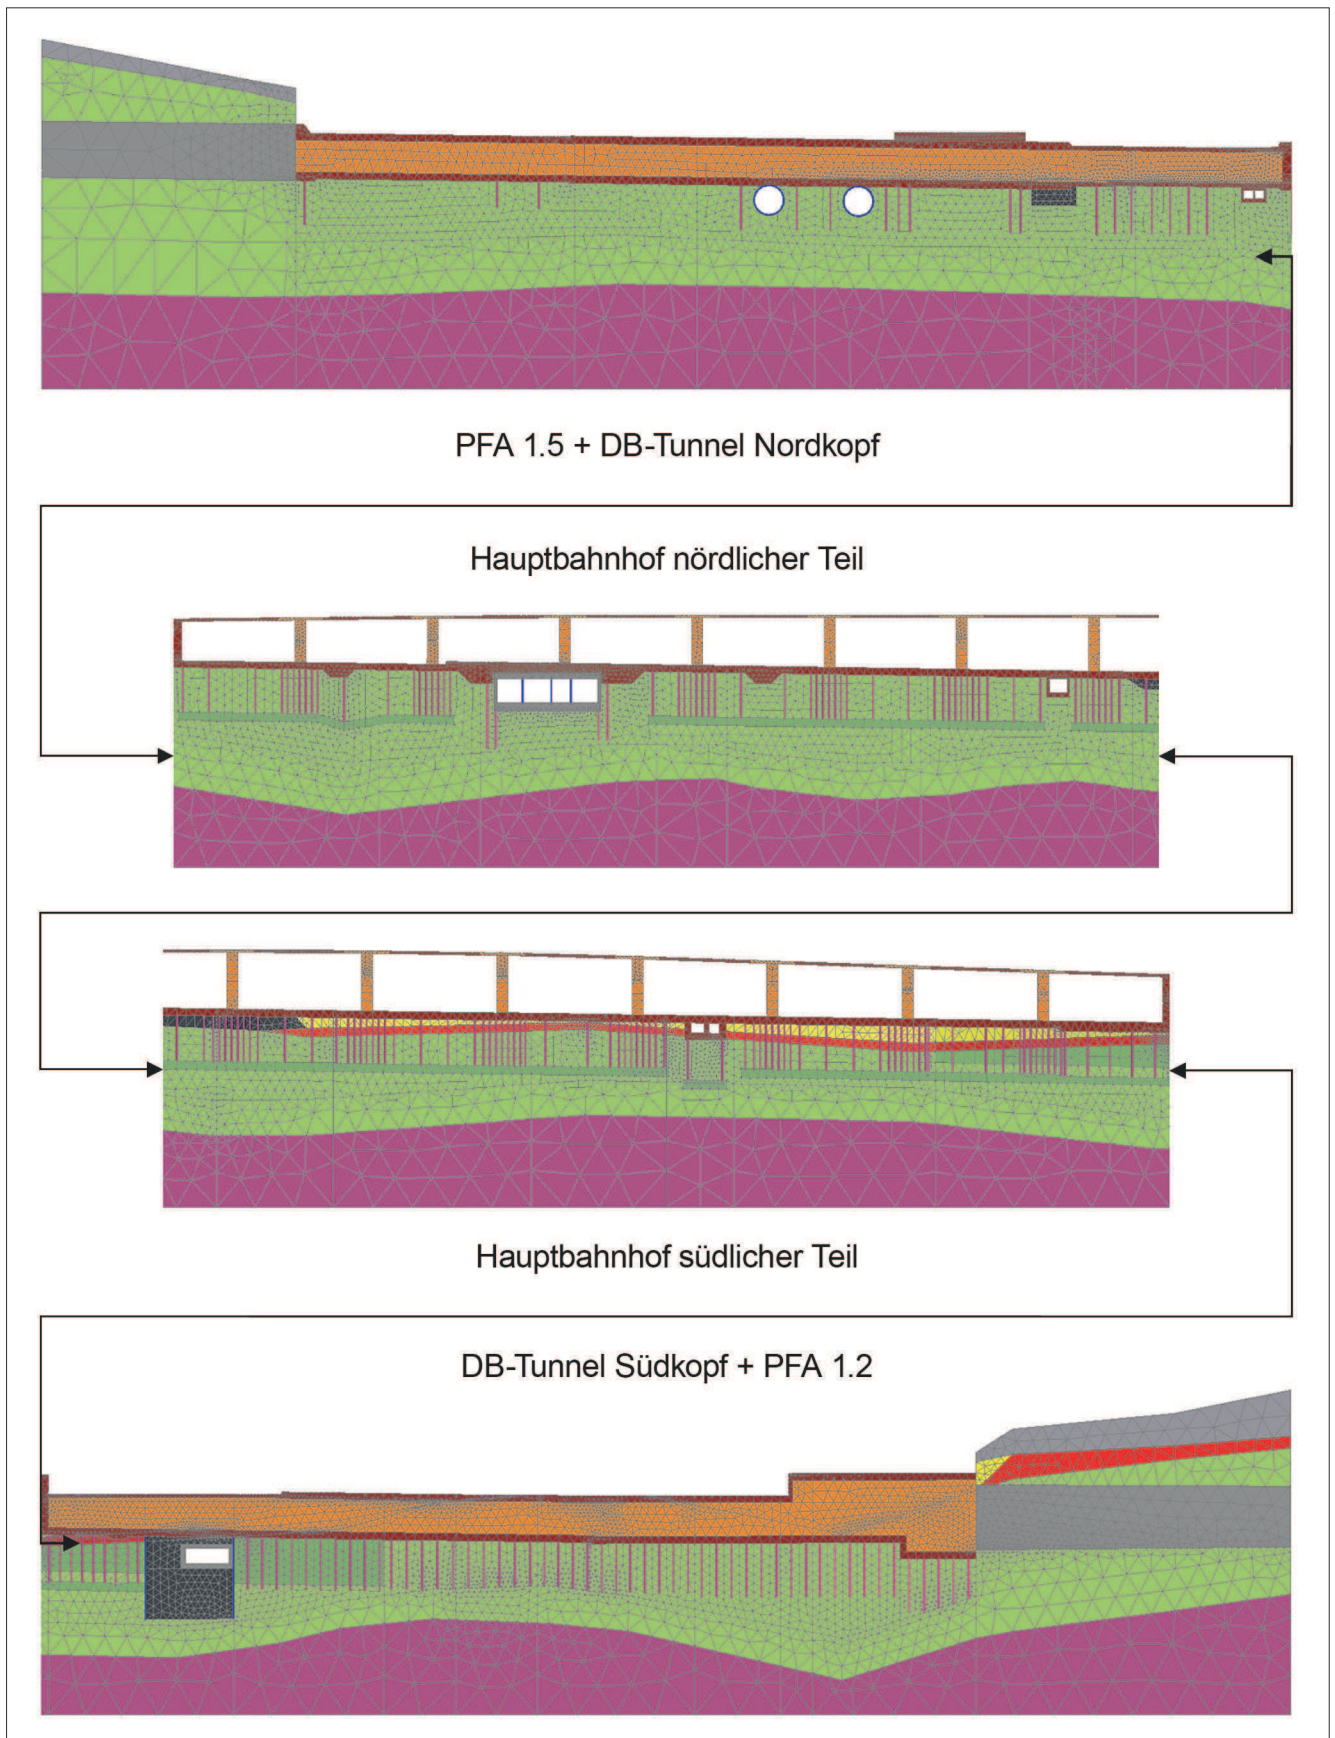 PFA 1.5 + DB-Tunnel Nordkopf
Hauptbahnhof nördlicher Teil
Hauptbahnhof südlicher Teil
DB-Tunnel Südkopf + PFA 1.2